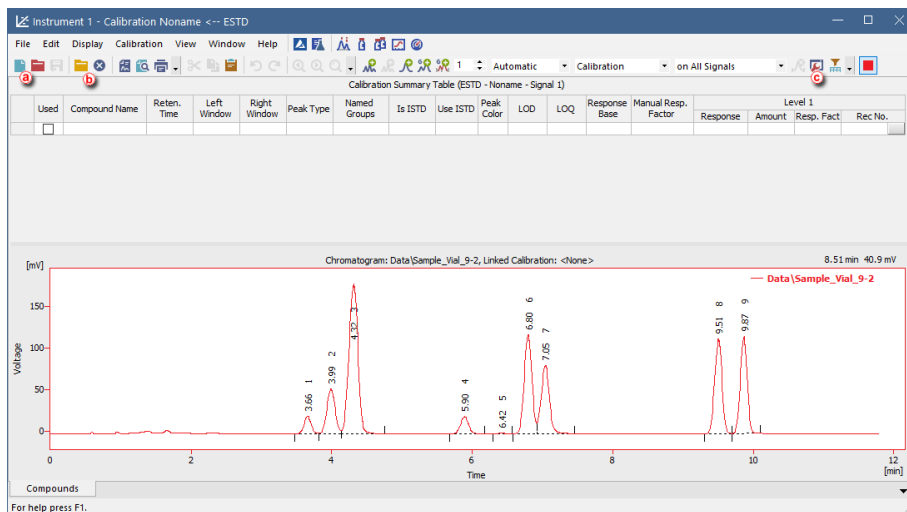 Instrument 1 - Calibration Noname <-- ESTD
File Edit Display Calibration View Window Help
1 Automatic Calibration on All Signals
a b c
Calibration Summary Table (ESTD - Noname - Signal 1)
Used Compound Name Reten. Time Left Window Right Window Peak Type Named Groups Is ISTD Use ISTD Peak Color LOD LOQ Response Base Manual Resp. Factor Level 1
Response Amount Resp. Fact Rec No.
Chromatogram: Data\Sample_Vial_9-2, Linked Calibration: <None> 8.51 min 40.9 mV
[mV]
Data\Sample_Vial_9-2
Voltage
150
100
50
0
3.66 1
3.99 2
4.32 3
5.90 4
6.42 5
6.80 6
7.05 7
9.51 8
9.87 9
0 2 4 6 8 10 12
Time [min]
Compounds
For help press F1.